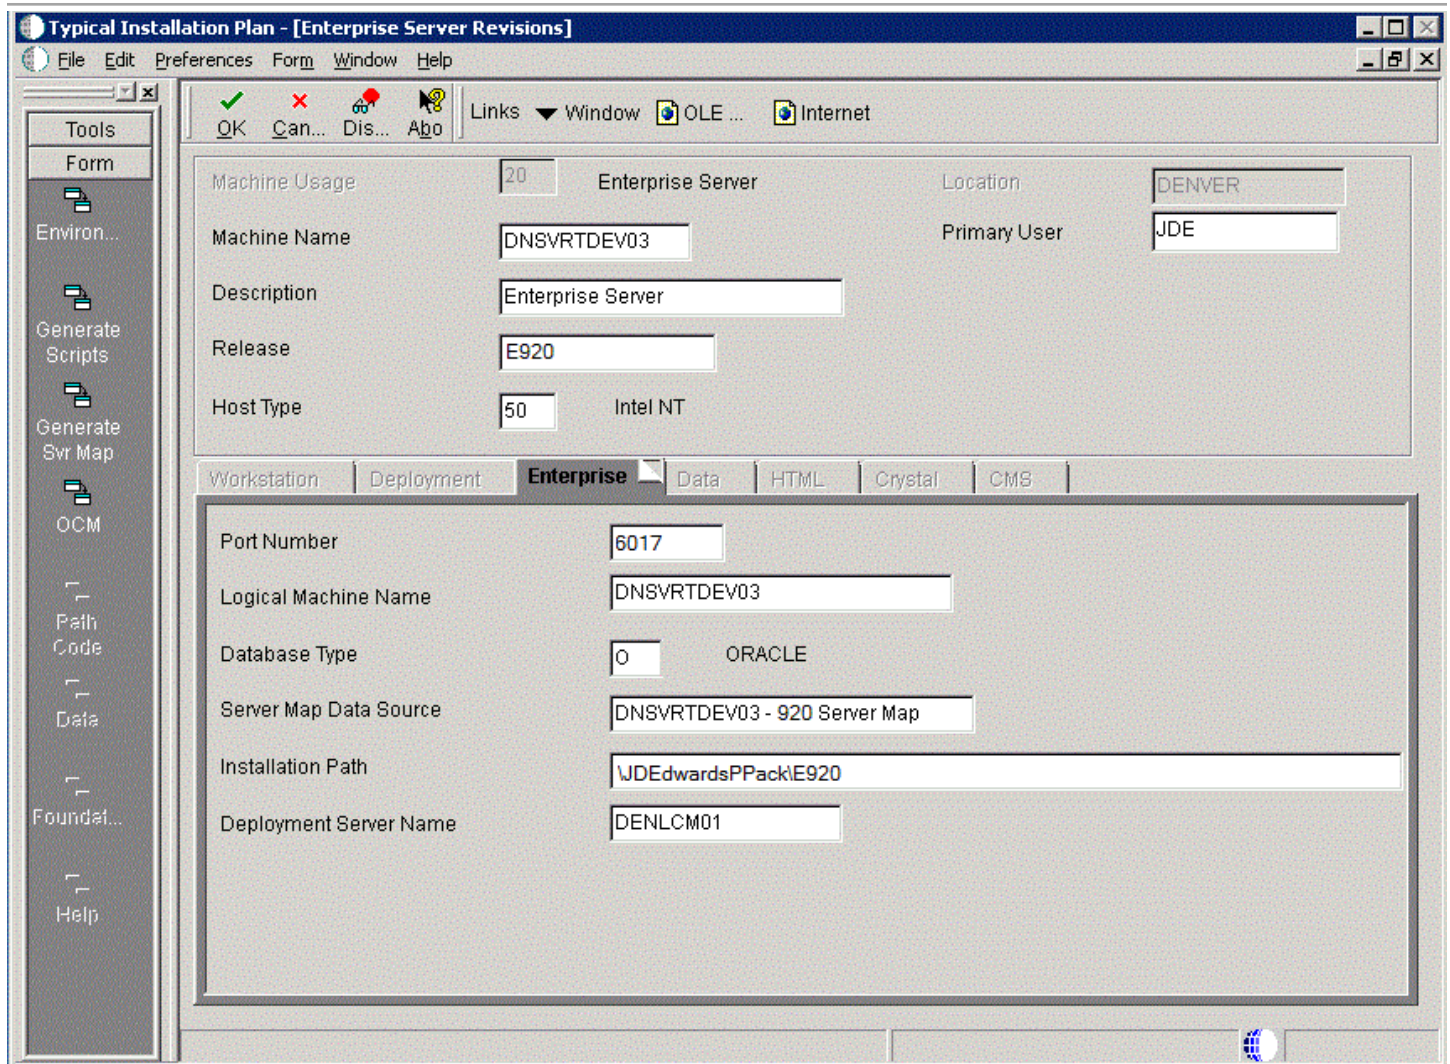 Typical Installation Plan - [Enterprise Server Revisions]
File Edit Preferences Form Window Help
Tools
Form
Environ...
Generate
Scripts
Generate
Svr Map
OCM
Path
Code
Data
Foundat...
Help
OK Can... Dis... Abo Links Window OLE ... Internet
Machine Usage 20 Enterprise Server Location DENVER
Machine Name DNSVRTDEV03 Primary User JDE
Description Enterprise Server
Release E920
Host Type 50 Intel NT
Workstation Deployment Enterprise Data HTML Crystal CMS
Port Number 6017
Logical Machine Name DNSVRTDEV03
Database Type O ORACLE
Server Map Data Source DNSVRTDEV03 - 920 Server Map
Installation Path \JDEdwardsPPack\E920
Deployment Server Name DENLCM01